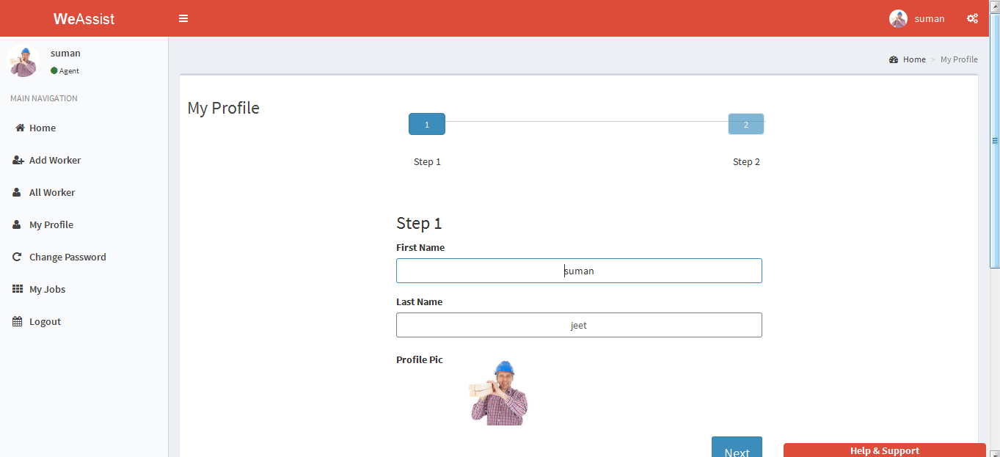 WeAssist
suman
suman
Agent
Home > My Profile
MAIN NAVIGATION
Home
Add Worker
All Worker
My Profile
Change Password
My Jobs
Logout
My Profile
1
2
Step 1
Step 2
Step 1
First Name
suman
Last Name
jeet
Profile Pic
Next
Help & Support